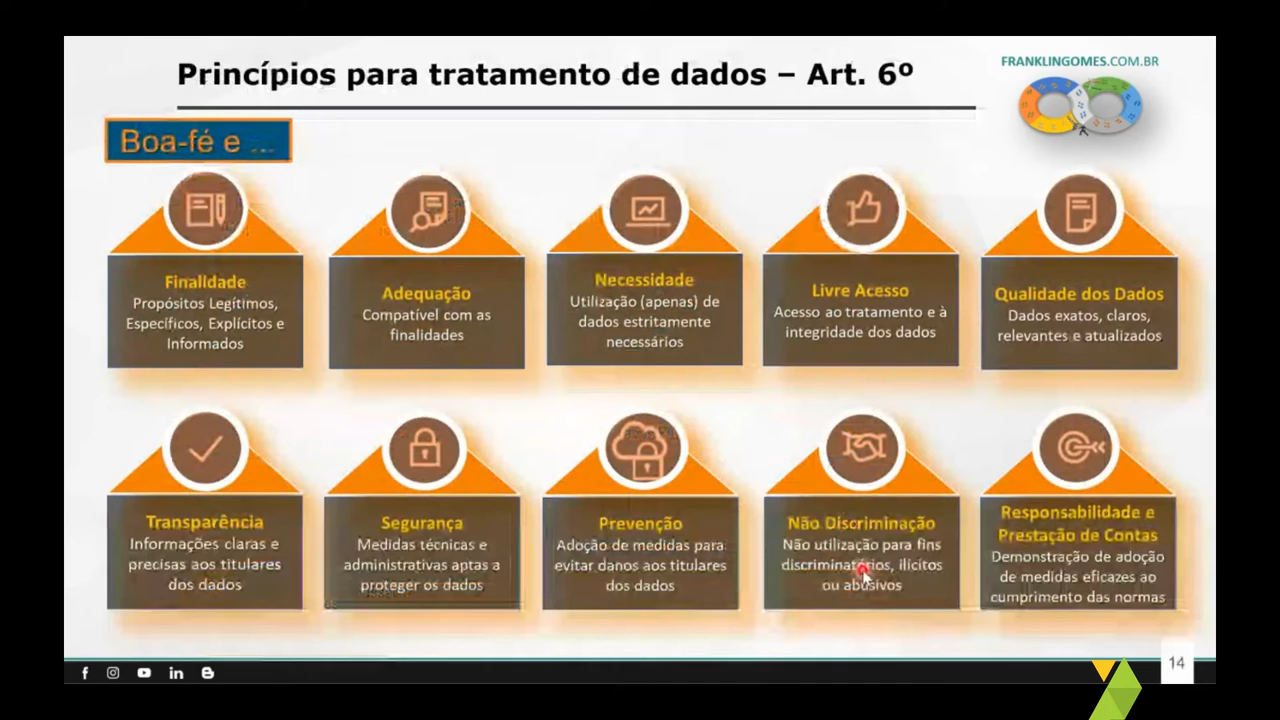 Princípios para tratamento de dados – Art. 6º
FRANKLINGOMES.COM.BR
Boa-fé e ...
Finalidade
Propósitos Legítimos,
Específicos, Explícitos e
Informados
Adequação
Compatível com as
finalidades
Necessidade
Utilização (apenas) de
dados estritamente
necessários
Livre Acesso
Acesso ao tratamento e à
integridade dos dados
Qualidade dos Dados
Dados exatos, claros,
relevantes e atualizados
Transparência
Informações claras e
precisas aos titulares
dos dados
Segurança
Medidas técnicas e
administrativas aptas a
proteger os dados
Prevenção
Adoção de medidas para
evitar danos aos titulares
dos dados
Não Discriminação
Não utilização para fins
discriminatórios, ilícitos
ou abusivos
Responsabilidade e
Prestação de Contas
Demonstração de adoção
de medidas eficazes ao
cumprimento das normas
14